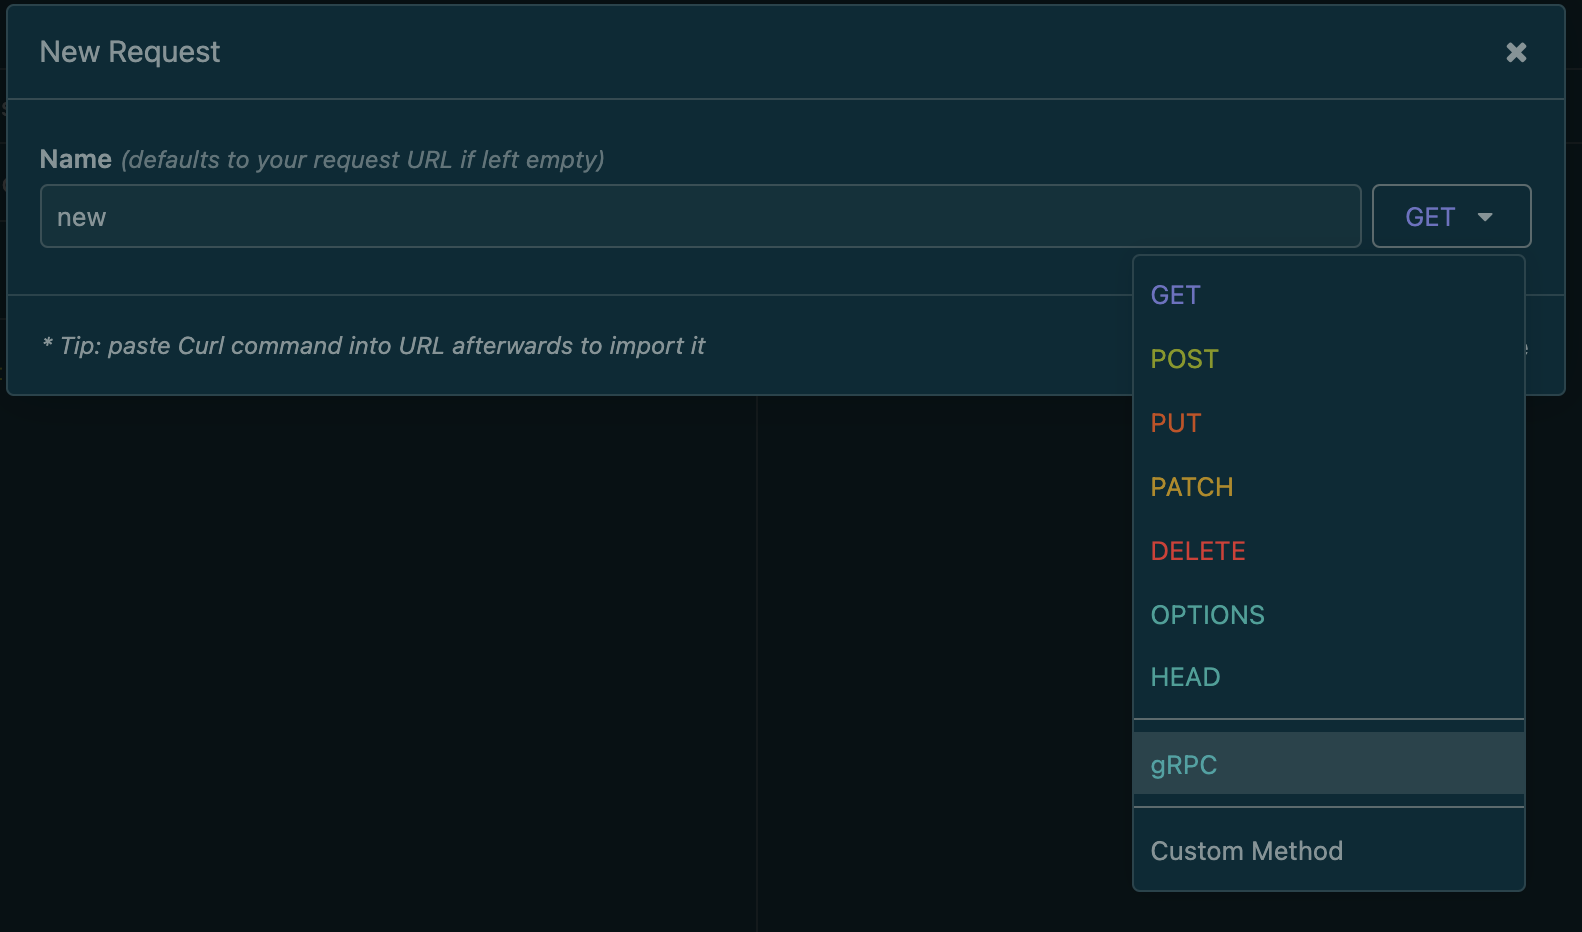 New Request
Name (defaults to your request URL if left empty)
new
GET
GET
POST
* Tip: paste Curl command into URL afterwards to import it
PUT
PATCH
DELETE
OPTIONS
HEAD
gRPC
Custom Method